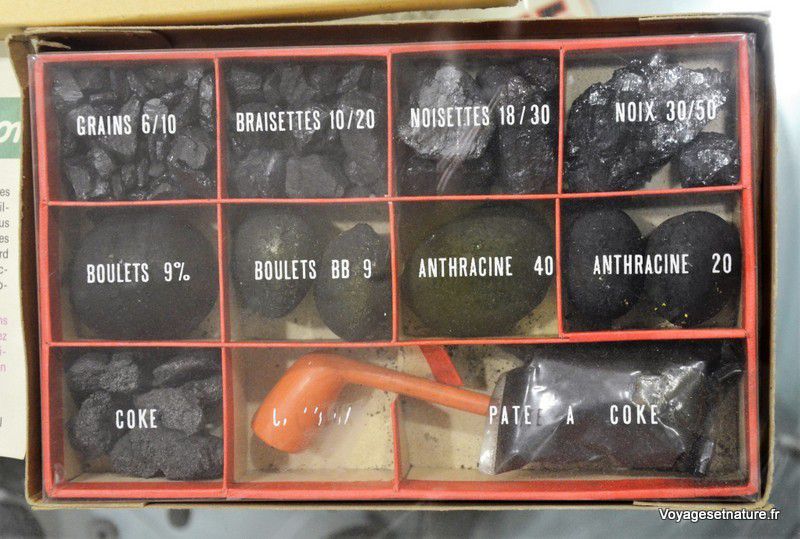 GRAINS 6/10
BRAISETTES 10/20
NOISETTES 18/30
NOIX 30/50
BOULETS 9%
BOULETS BB 9
ANTHRACINE 40
ANTHRACINE 20
COKE
PATEE A COKE
Voyagesetnature.fr